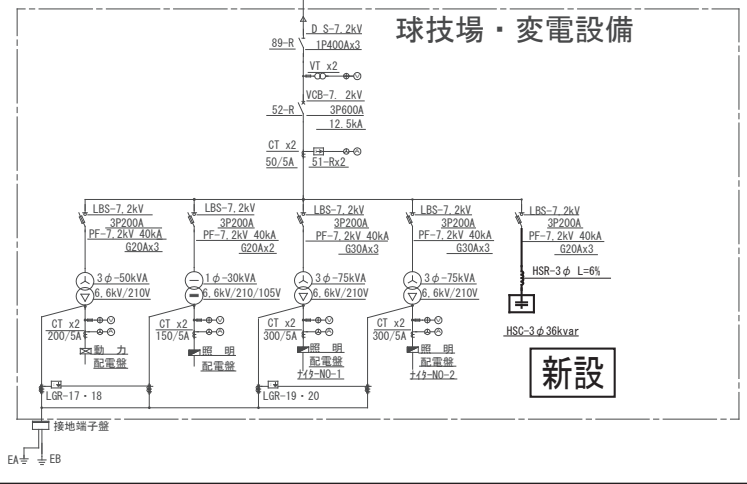 球技場・変電設備
D S-7.2kV
89-R
1P400Ax3
VT x2
V
VCB-7. 2kV
52-R
3P600A
12.5kA
CT x2
A
50/5A
51-Rx2
LBS-7.2kV
3P200A
PF-7.2kV 40kA
G20Ax3
LBS-7.2kV
3P200A
PF-7.2kV 40kA
G20Ax2
LBS-7.2kV
3P200A
PF-7.2kV 40kA
G30Ax3
LBS-7.2kV
3P200A
PF-7.2kV 40kA
G30Ax3
LBS-7.2kV
3P200A
PF-7.2kV 40kA
G20Ax3
3φ-50kVA
6.6kV/210V
1φ-30kVA
6.6kV/210/105V
3φ-75kVA
6.6kV/210V
3φ-75kVA
6.6kV/210V
HSR-3φ L=6%
HSC-3φ36kvar
CT x2
200/5A
V
A
動 力
配電盤
CT x2
150/5A
V
A
照 明
配電盤
CT x2
300/5A
V
A
照 明
配電盤
ﾅｲﾀｰNO-1
CT x2
300/5A
V
A
照 明
配電盤
ﾅｲﾀｰNO-2
新設
LGR-17・18
LGR-19・20
接地端子盤
EA
EB